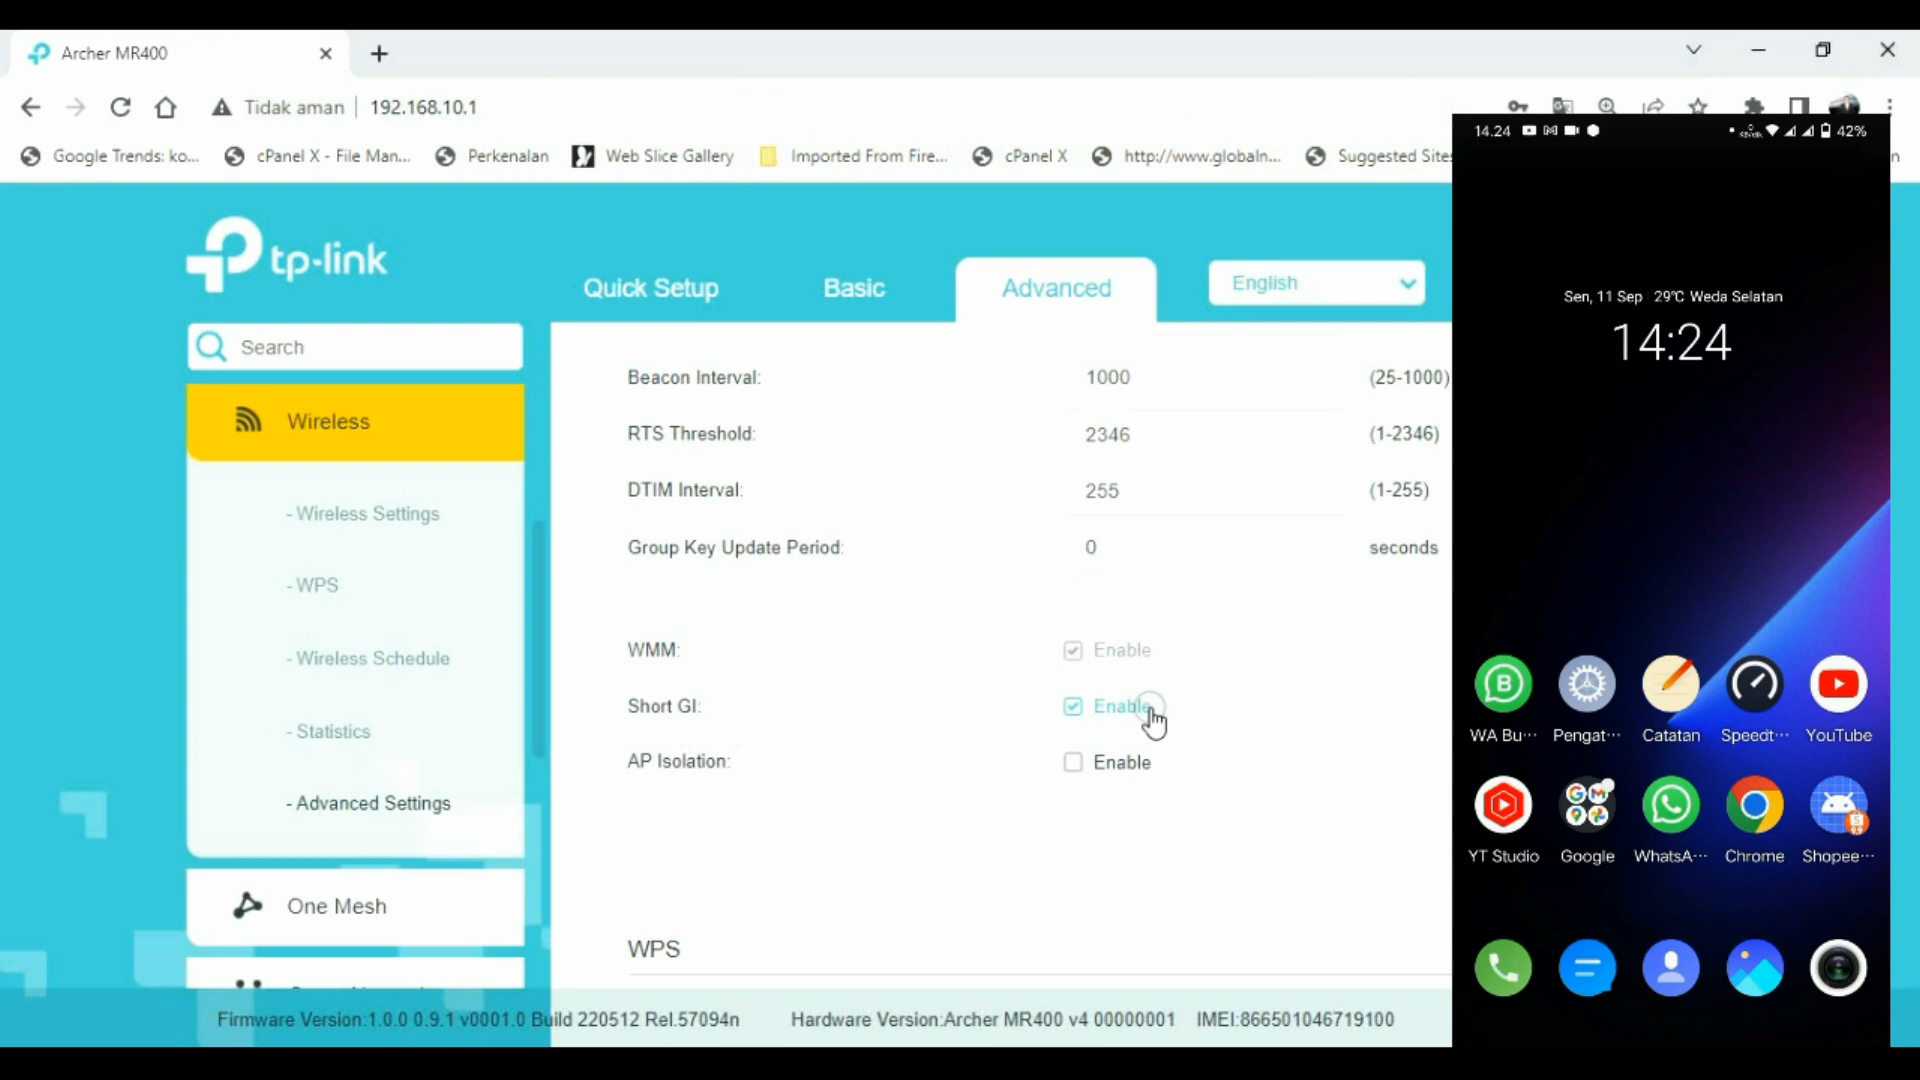 Archer MR400
Tidak aman
192.168.10.1
Google Trends: ko...
cPanel X - File Man...
Perkenalan
Web Slice Gallery
Imported From Fire...
cPanel X
http://www.globaln...
Suggested Sites
n
tp-link
Quick Setup
Basic
Advanced
English
Search
Wireless
- Wireless Settings
- WPS
- Wireless Schedule
- Statistics
- Advanced Settings
One Mesh
Beacon Interval: 1000 (25-1000)
RTS Threshold: 2346 (1-2346)
DTIM Interval: 255 (1-255)
Group Key Update Period: 0 seconds
WMM: Enable
Short GI: Enable
AP Isolation: Enable
WPS
Firmware Version:1.0.0 0.9.1 v0001.0 Build 220512 Rel.57094n
Hardware Version:Archer MR400 v4 00000001
IMEI:866501046719100
14.24
42%
Sen, 11 Sep 29°C Weda Selatan
14:24
WA Bu...
Pengat...
Catatan
Speedt...
YouTube
YT Studio
Google
WhatsA...
Chrome
Shopee...